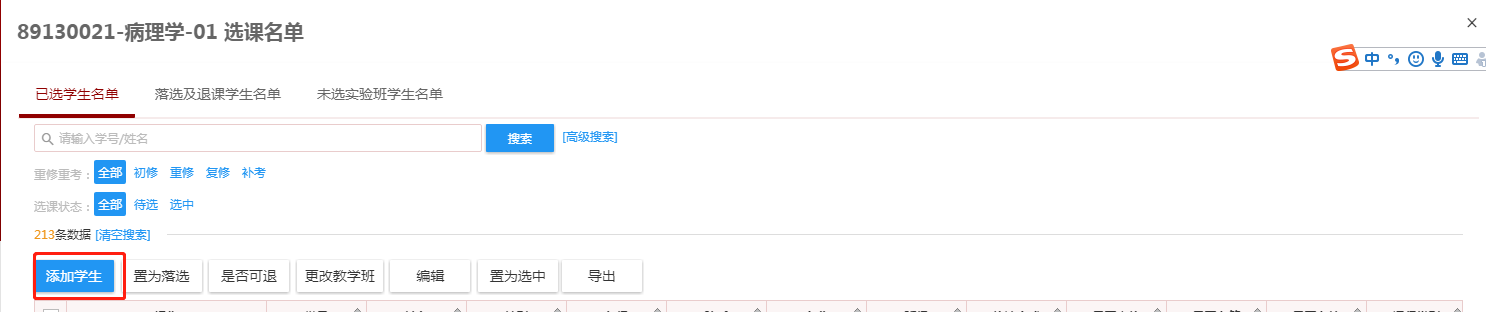 89130021-病理学-01 选课名单
×
S 中
已选学生名单 落选及退课学生名单 未选实验班学生名单
请输入学号/姓名 搜索 [高级搜索]
重修重考: 全部 初修 重修 复修 补考
选课状态: 全部 待选 选中
213条数据 [清空搜索]
添加学生 置为落选 是否可退 更改教学班 编辑 置为选中 导出